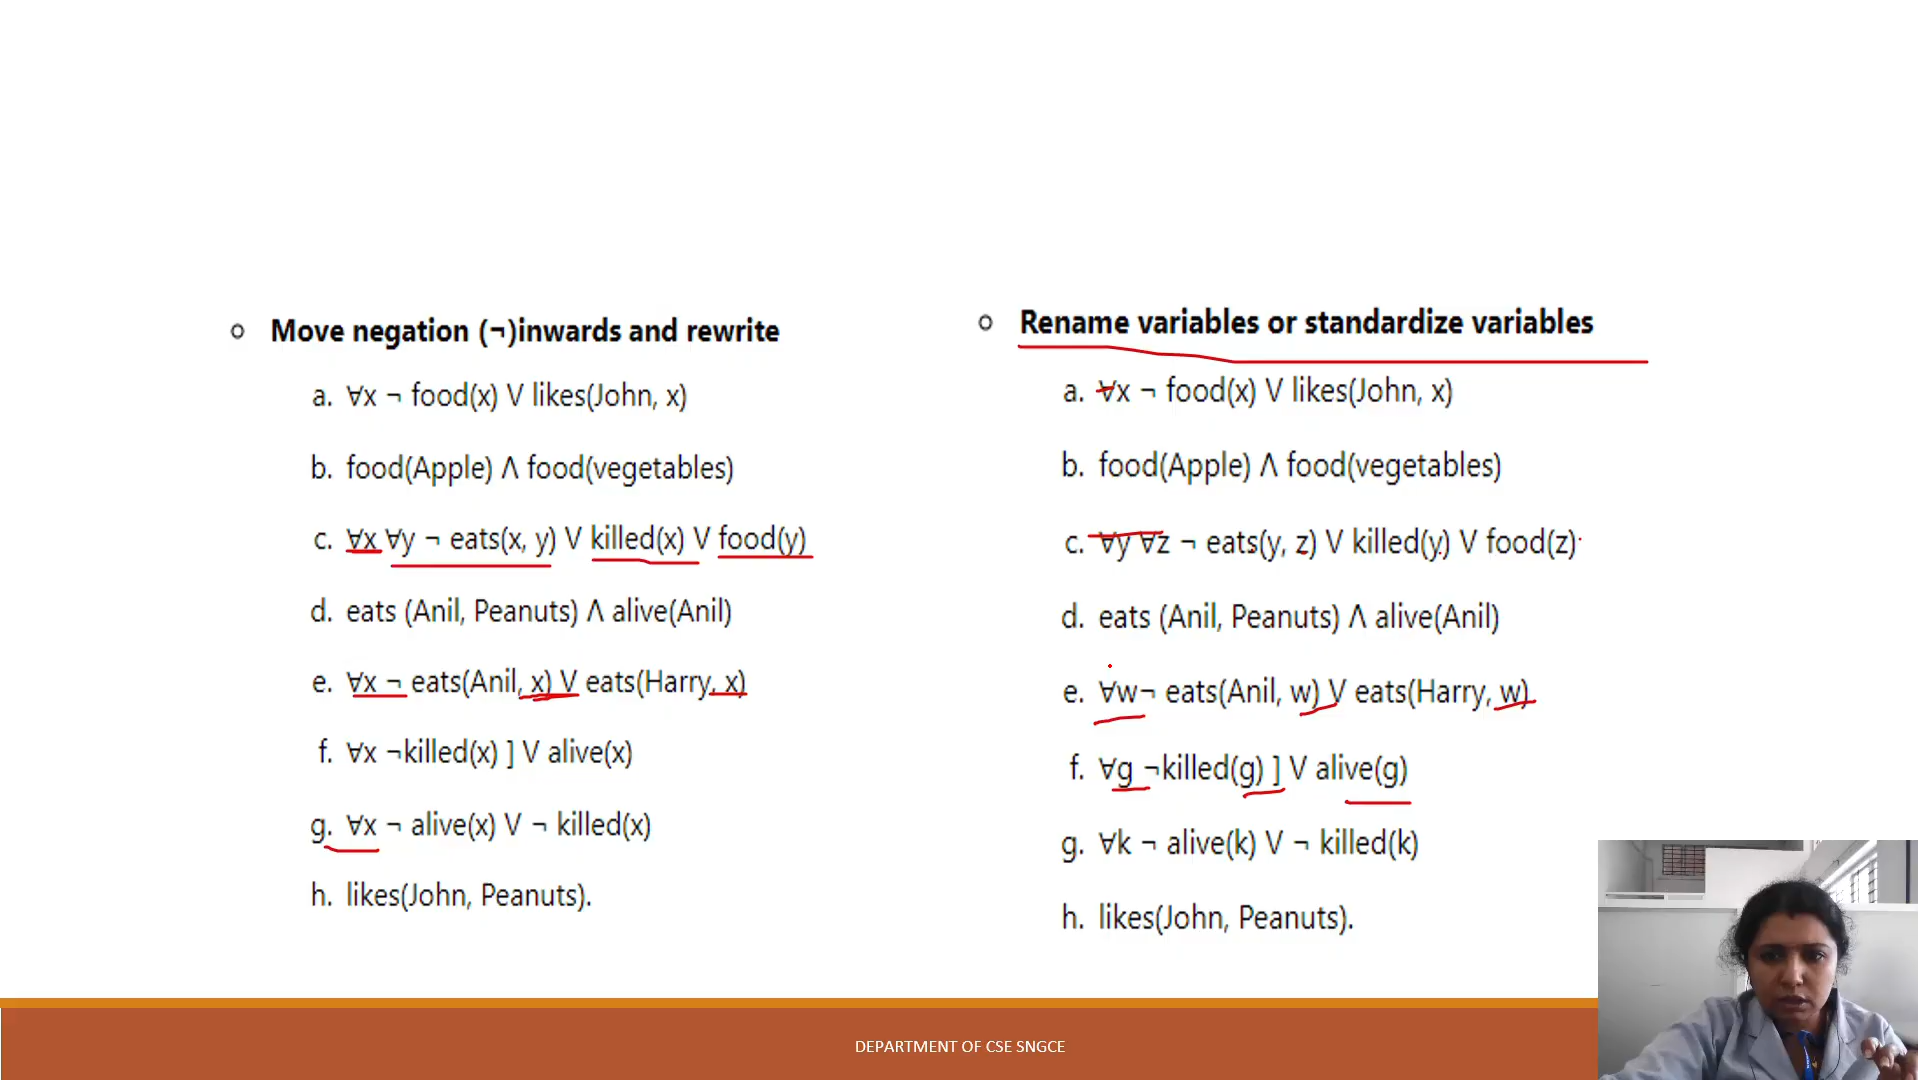 Move negation (¬)inwards and rewrite
a. ∀x ¬ food(x) V likes(John, x)
b. food(Apple) Λ food(vegetables)
c. ∀x ∀y ¬ eats(x, y) V killed(x) V food(y)
d. eats (Anil, Peanuts) Λ alive(Anil)
e. ∀x ¬ eats(Anil, x) V eats(Harry, x)
f. ∀x ¬killed(x) ] V alive(x)
g. ∀x ¬ alive(x) V ¬ killed(x)
h. likes(John, Peanuts).
Rename variables or standardize variables
a. ∀x ¬ food(x) V likes(John, x)
b. food(Apple) Λ food(vegetables)
c. ∀y ∀z ¬ eats(y, z) V killed(y) V food(z)
d. eats (Anil, Peanuts) Λ alive(Anil)
e. ∀w¬ eats(Anil, w) V eats(Harry, w)
f. ∀g ¬killed(g) ] V alive(g)
g. ∀k ¬ alive(k) V ¬ killed(k)
h. likes(John, Peanuts).
DEPARTMENT OF CSE SNGCE